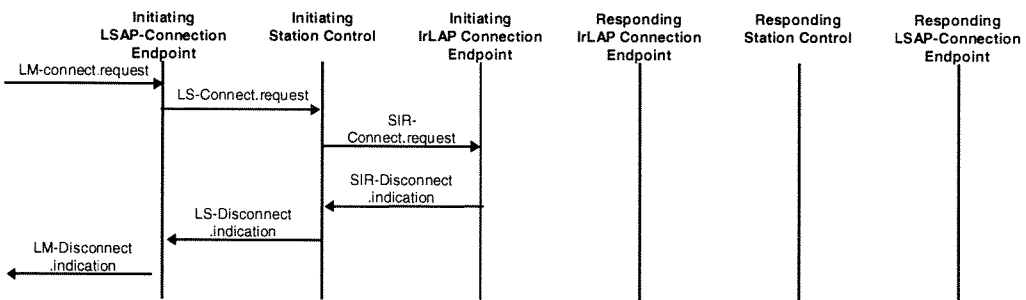 Initiating
LSAP-Connection
Endpoint
Initiating
Station Control
Initiating
IrLAP Connection
Endpoint
Responding
IrLAP Connection
Endpoint
Responding
Station Control
Responding
LSAP-Connection
Endpoint
LM-connect.request
LS-Connect.request
SIR-
Connect.request
SIR-Disconnect
.indication
LS-Disconnect
.indication
LM-Disconnect
.indication